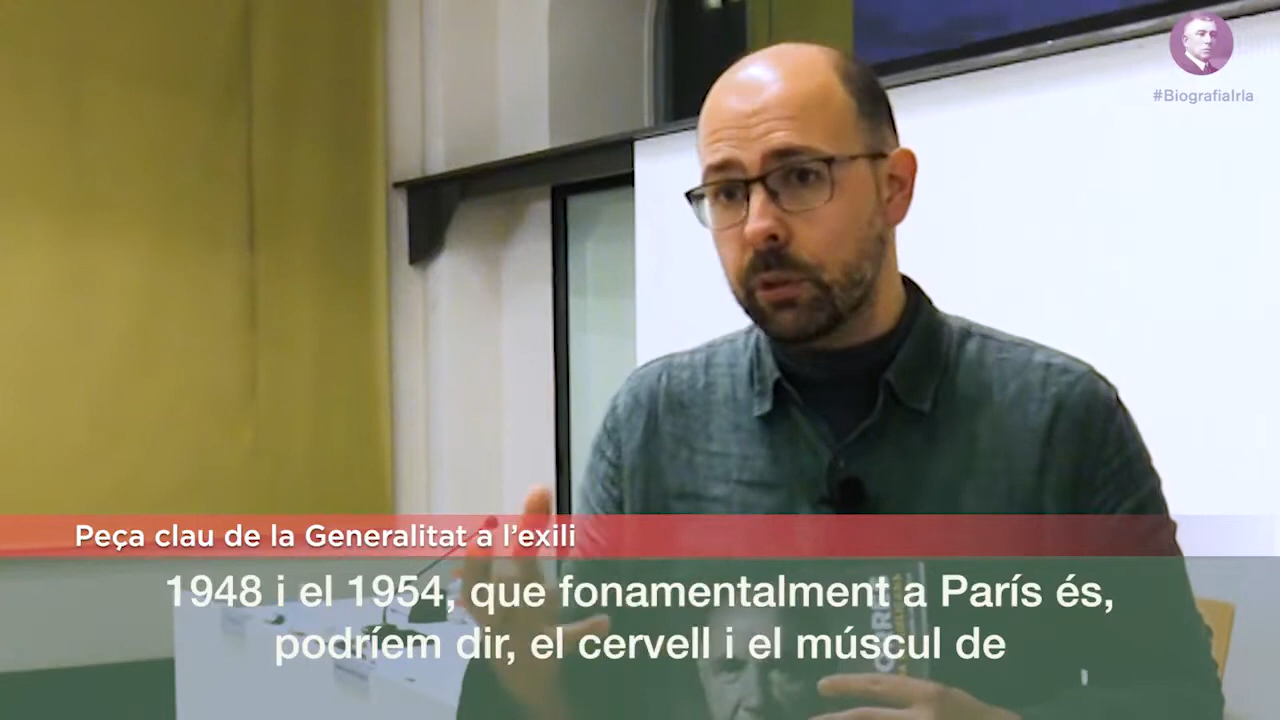 #BiografiaIrla
Peça clau de la Generalitat a l'exili
1948 i el 1954, que fonamentalment a París és,
podríem dir, el cervell i el múscul de